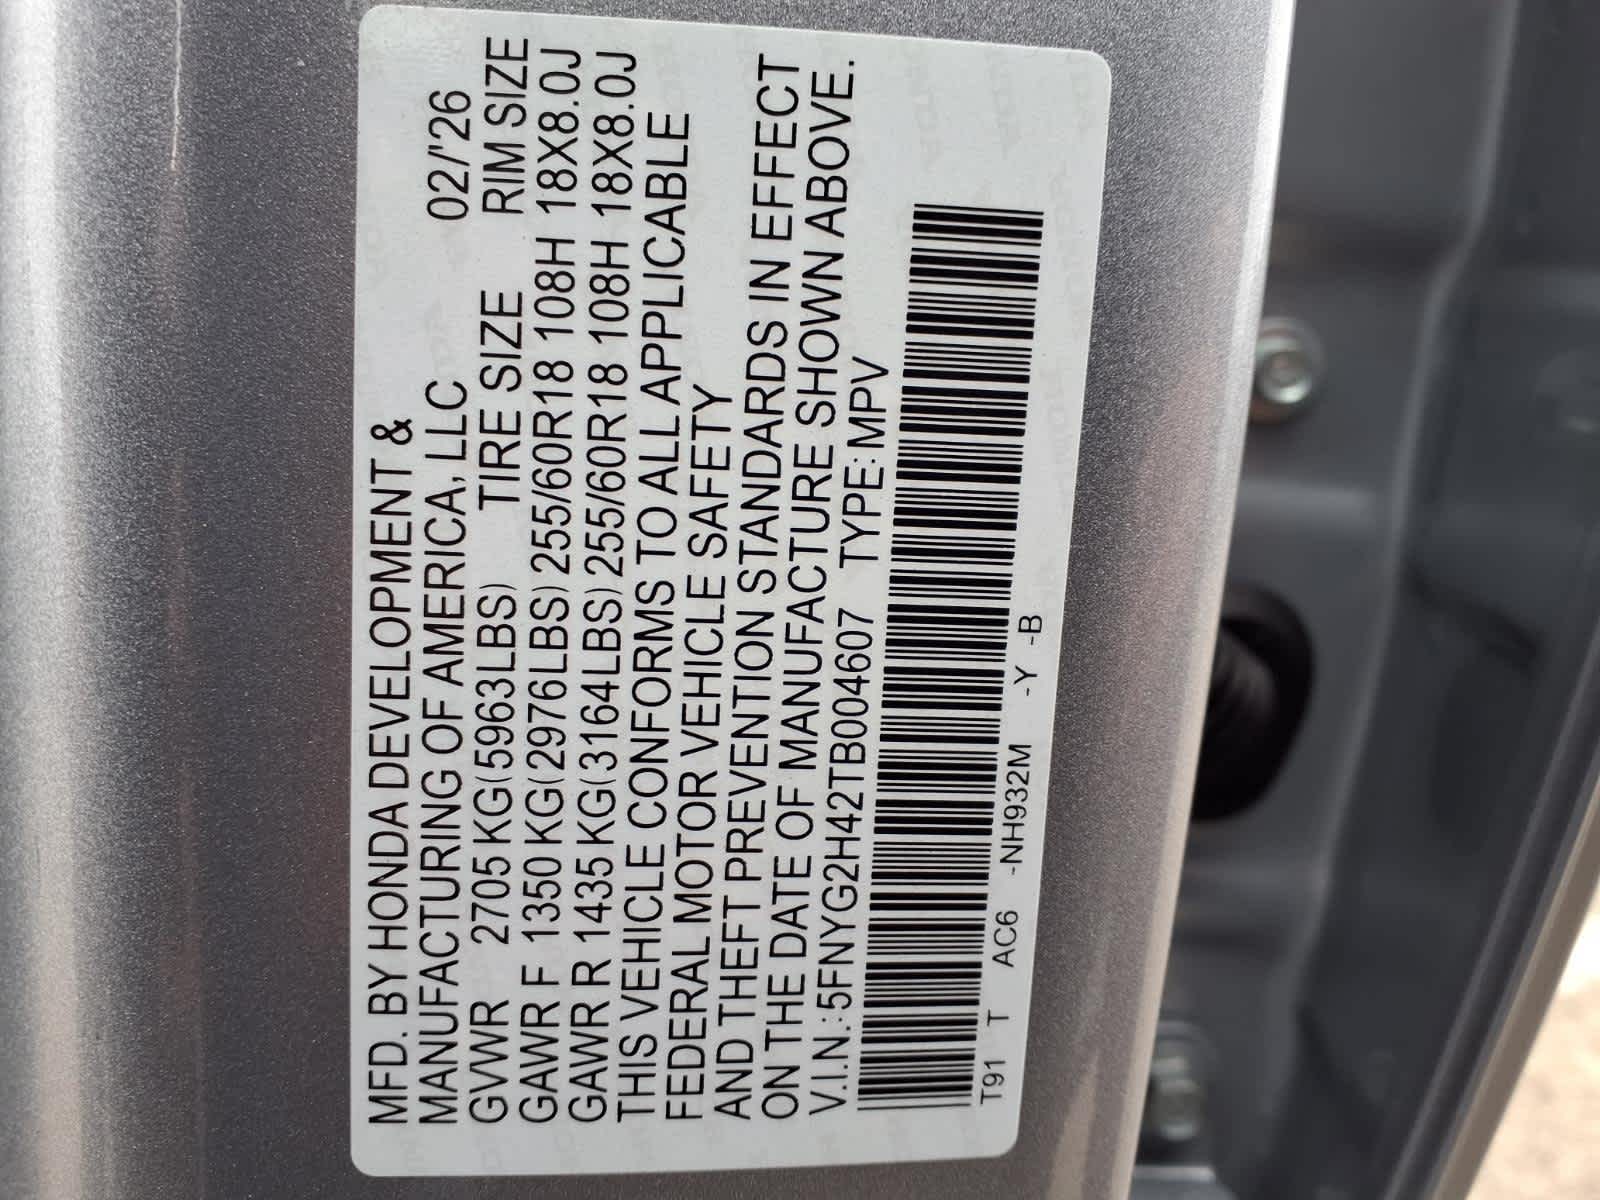 MFD. BY HONDA DEVELOPMENT &
MANUFACTURING OF AMERICA, LLC 02/'26
GVWR 2705 KG(5963LBS) TIRE SIZE RIM SIZE
GAWR F 1350 KG(2976LBS) 255/60R18 108H 18X8.0J
GAWR R 1435 KG(3164LBS) 255/60R18 108H 18X8.0J
THIS VEHICLE CONFORMS TO ALL APPLICABLE
FEDERAL MOTOR VEHICLE SAFETY
AND THEFT PREVENTION STANDARDS IN EFFECT
ON THE DATE OF MANUFACTURE SHOWN ABOVE.
V.I.N.: 5FNYG2H42TB004607 TYPE: MPV
T91 T AC6 -NH932M -Y -B